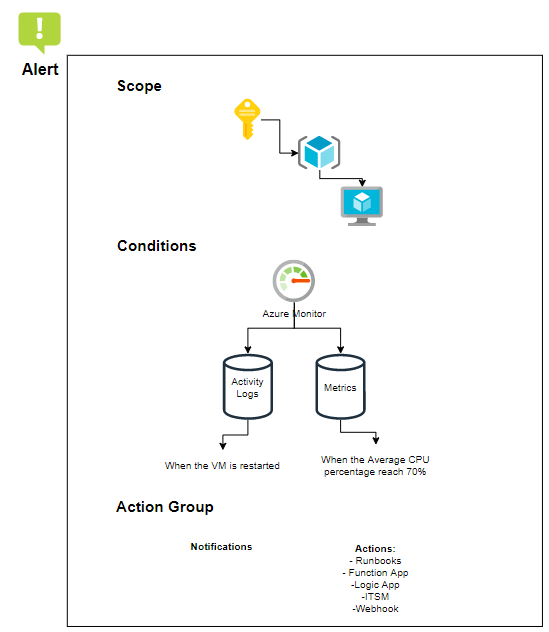 Alert
Scope
Conditions
Azure Monitor
Activity
Logs
Metrics
When the VM is restarted
When the Average CPU
percentage reach 70%
Action Group
Notifications
Actions:
- Runbooks
- Function App
-Logic App
-ITSM
-Webhook